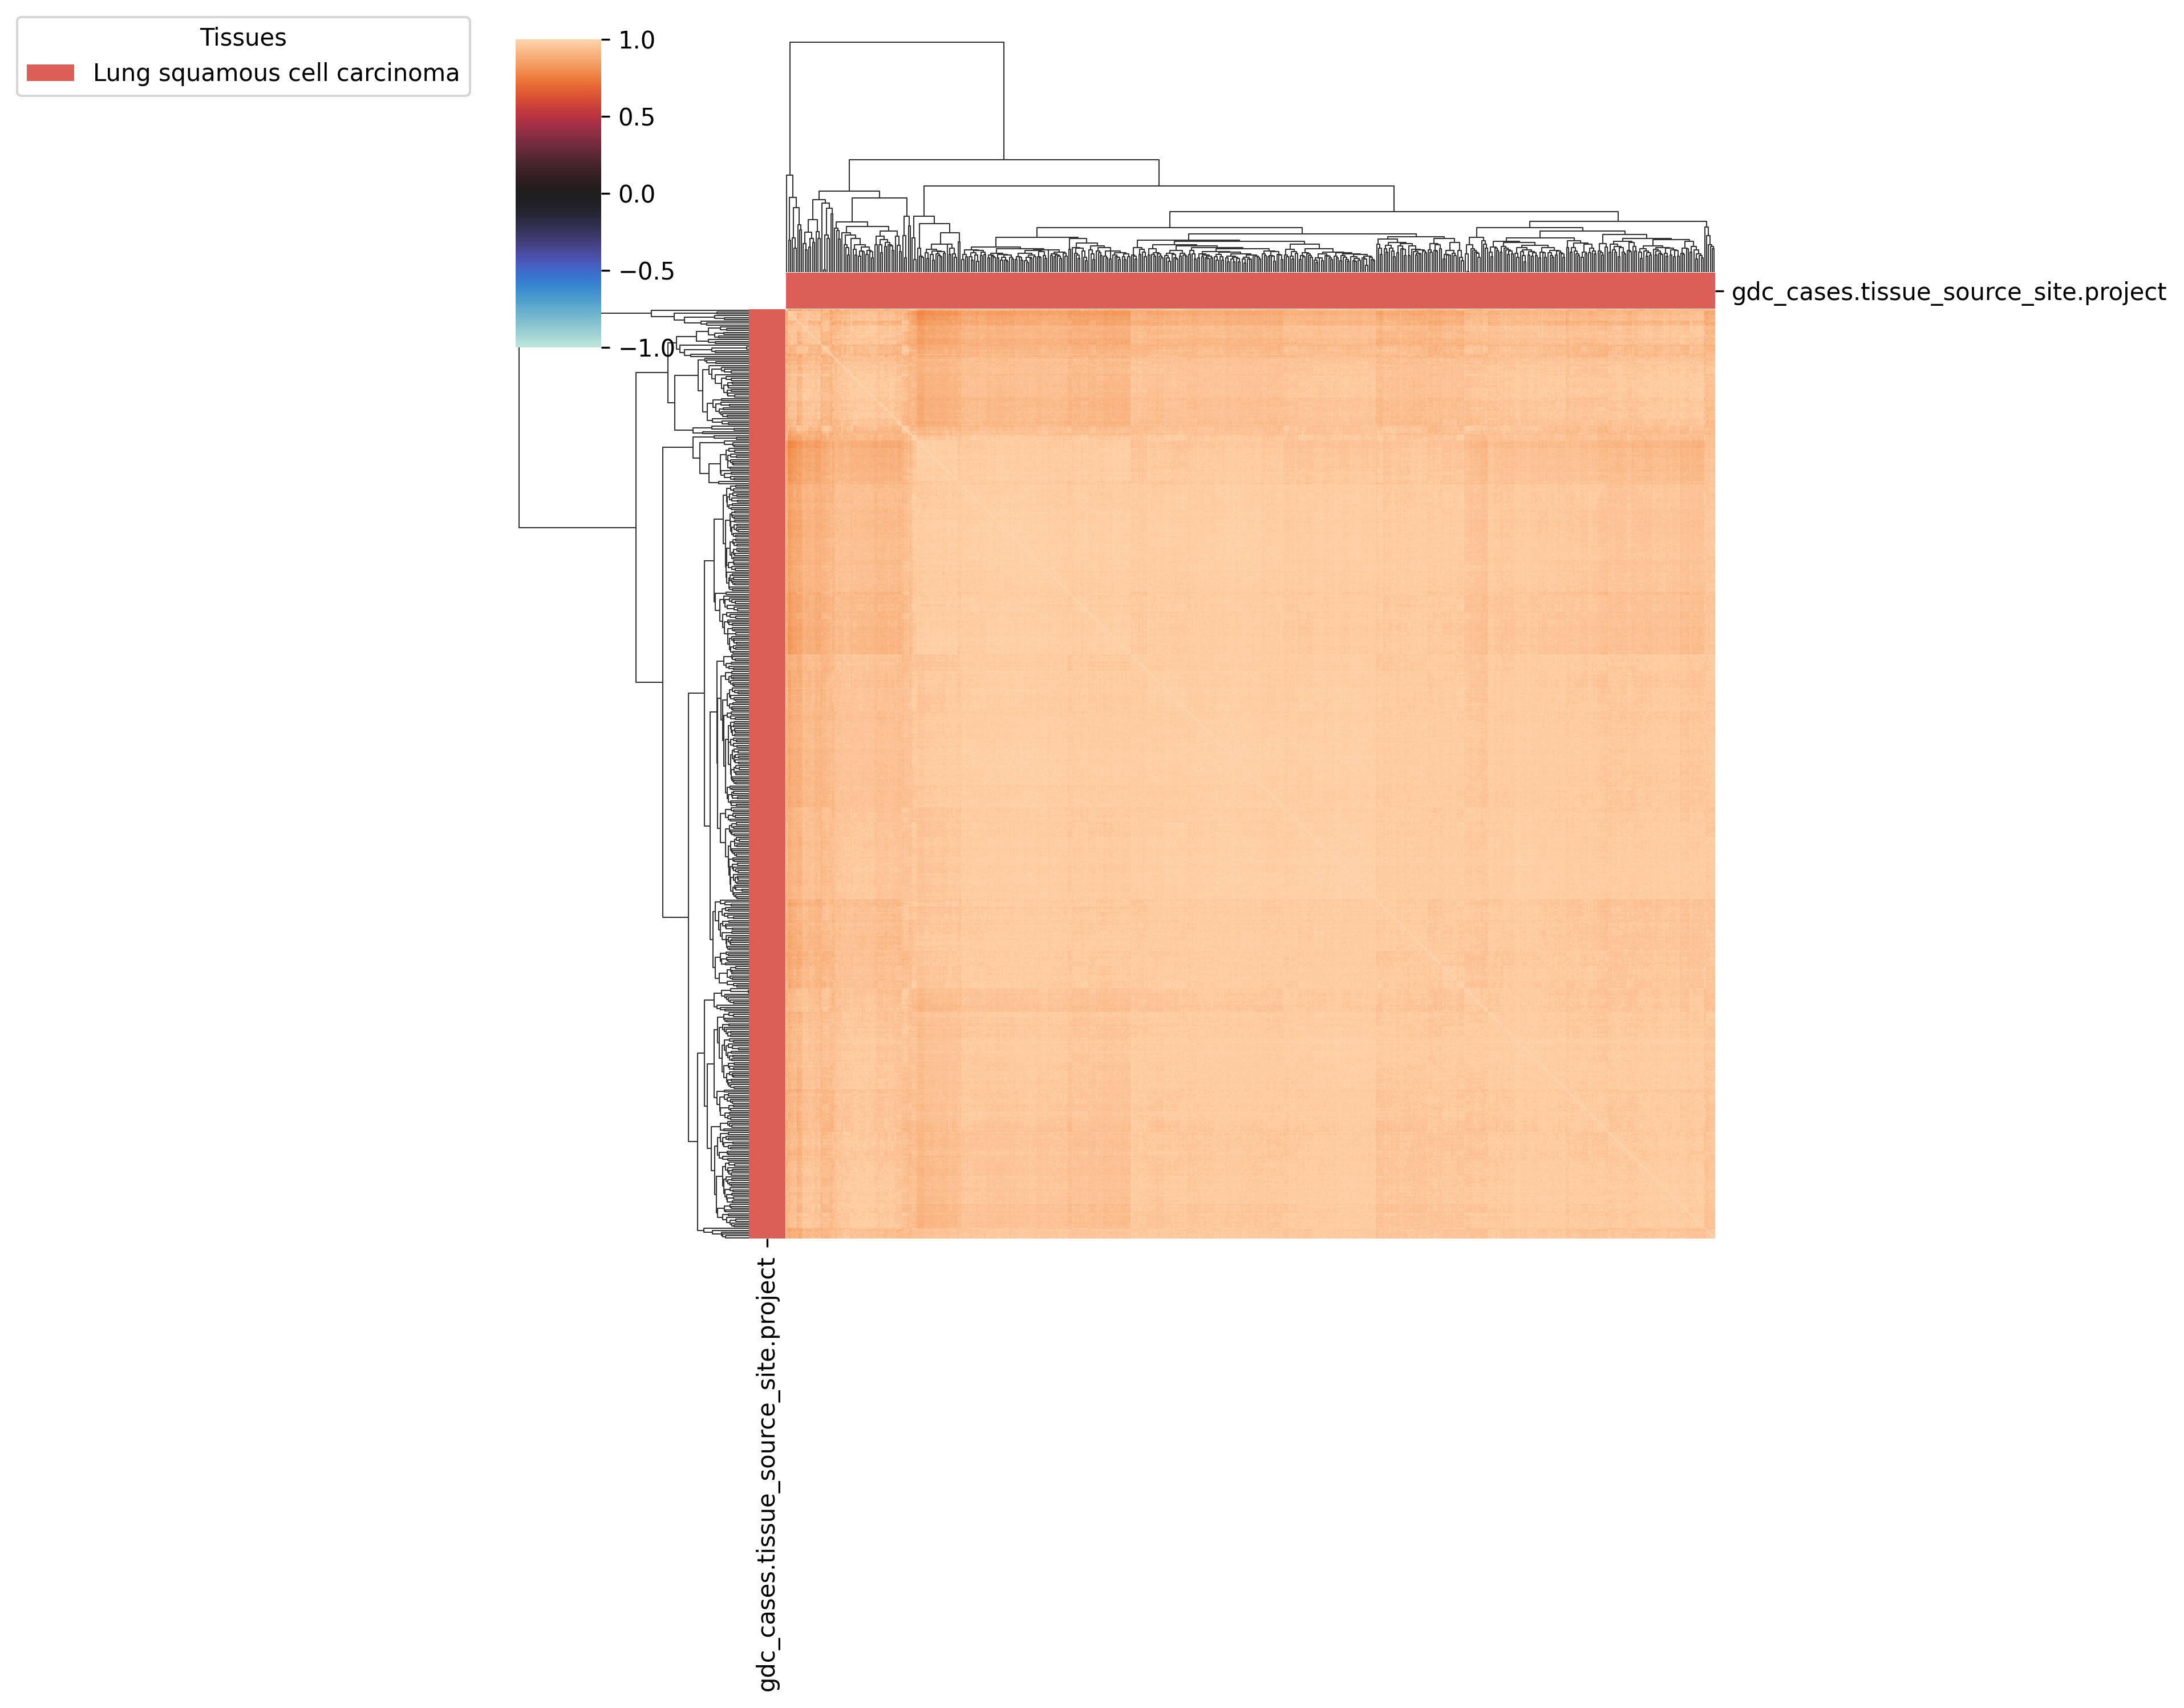 Tissues
Lung squamous cell carcinoma
1.0
0.5
0.0
−0.5
−1.0
gdc_cases.tissue_source_site.project
gdc_cases.tissue_source_site.project